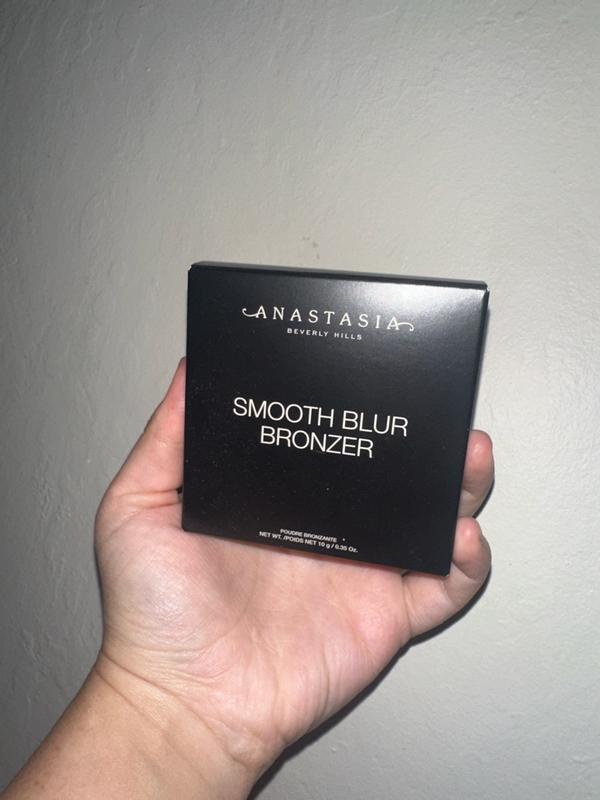 ANASTASIA
BEVERLY HILLS
SMOOTH BLUR
BRONZER
POUDRE BRONZANTE
NET WT. /POIDS NET 10 g / 0.35 Oz.